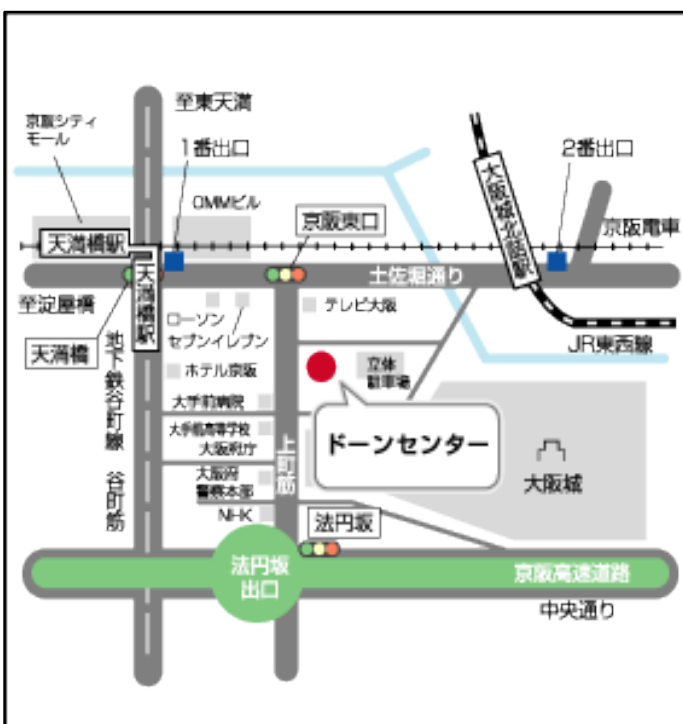 至東天満
京阪シティ
モール
1番出口
2番出口
OMMビル
京阪東口
大阪城北詰駅
京阪電車
天満橋駅
天満橋駅
土佐堀通り
至淀屋橋
ローソン
セブンイレブン
テレビ大阪
天満橋
JR東西線
地下鉄谷町線 谷町筋
ホテル京阪
立体
駐車場
大手前病院
ドーンセンター
大手前高等学校
大阪府庁
上町筋
大阪府
警察本部
大阪城
NHK
法円坂
法円坂
出口
京阪高速道路
中央通り